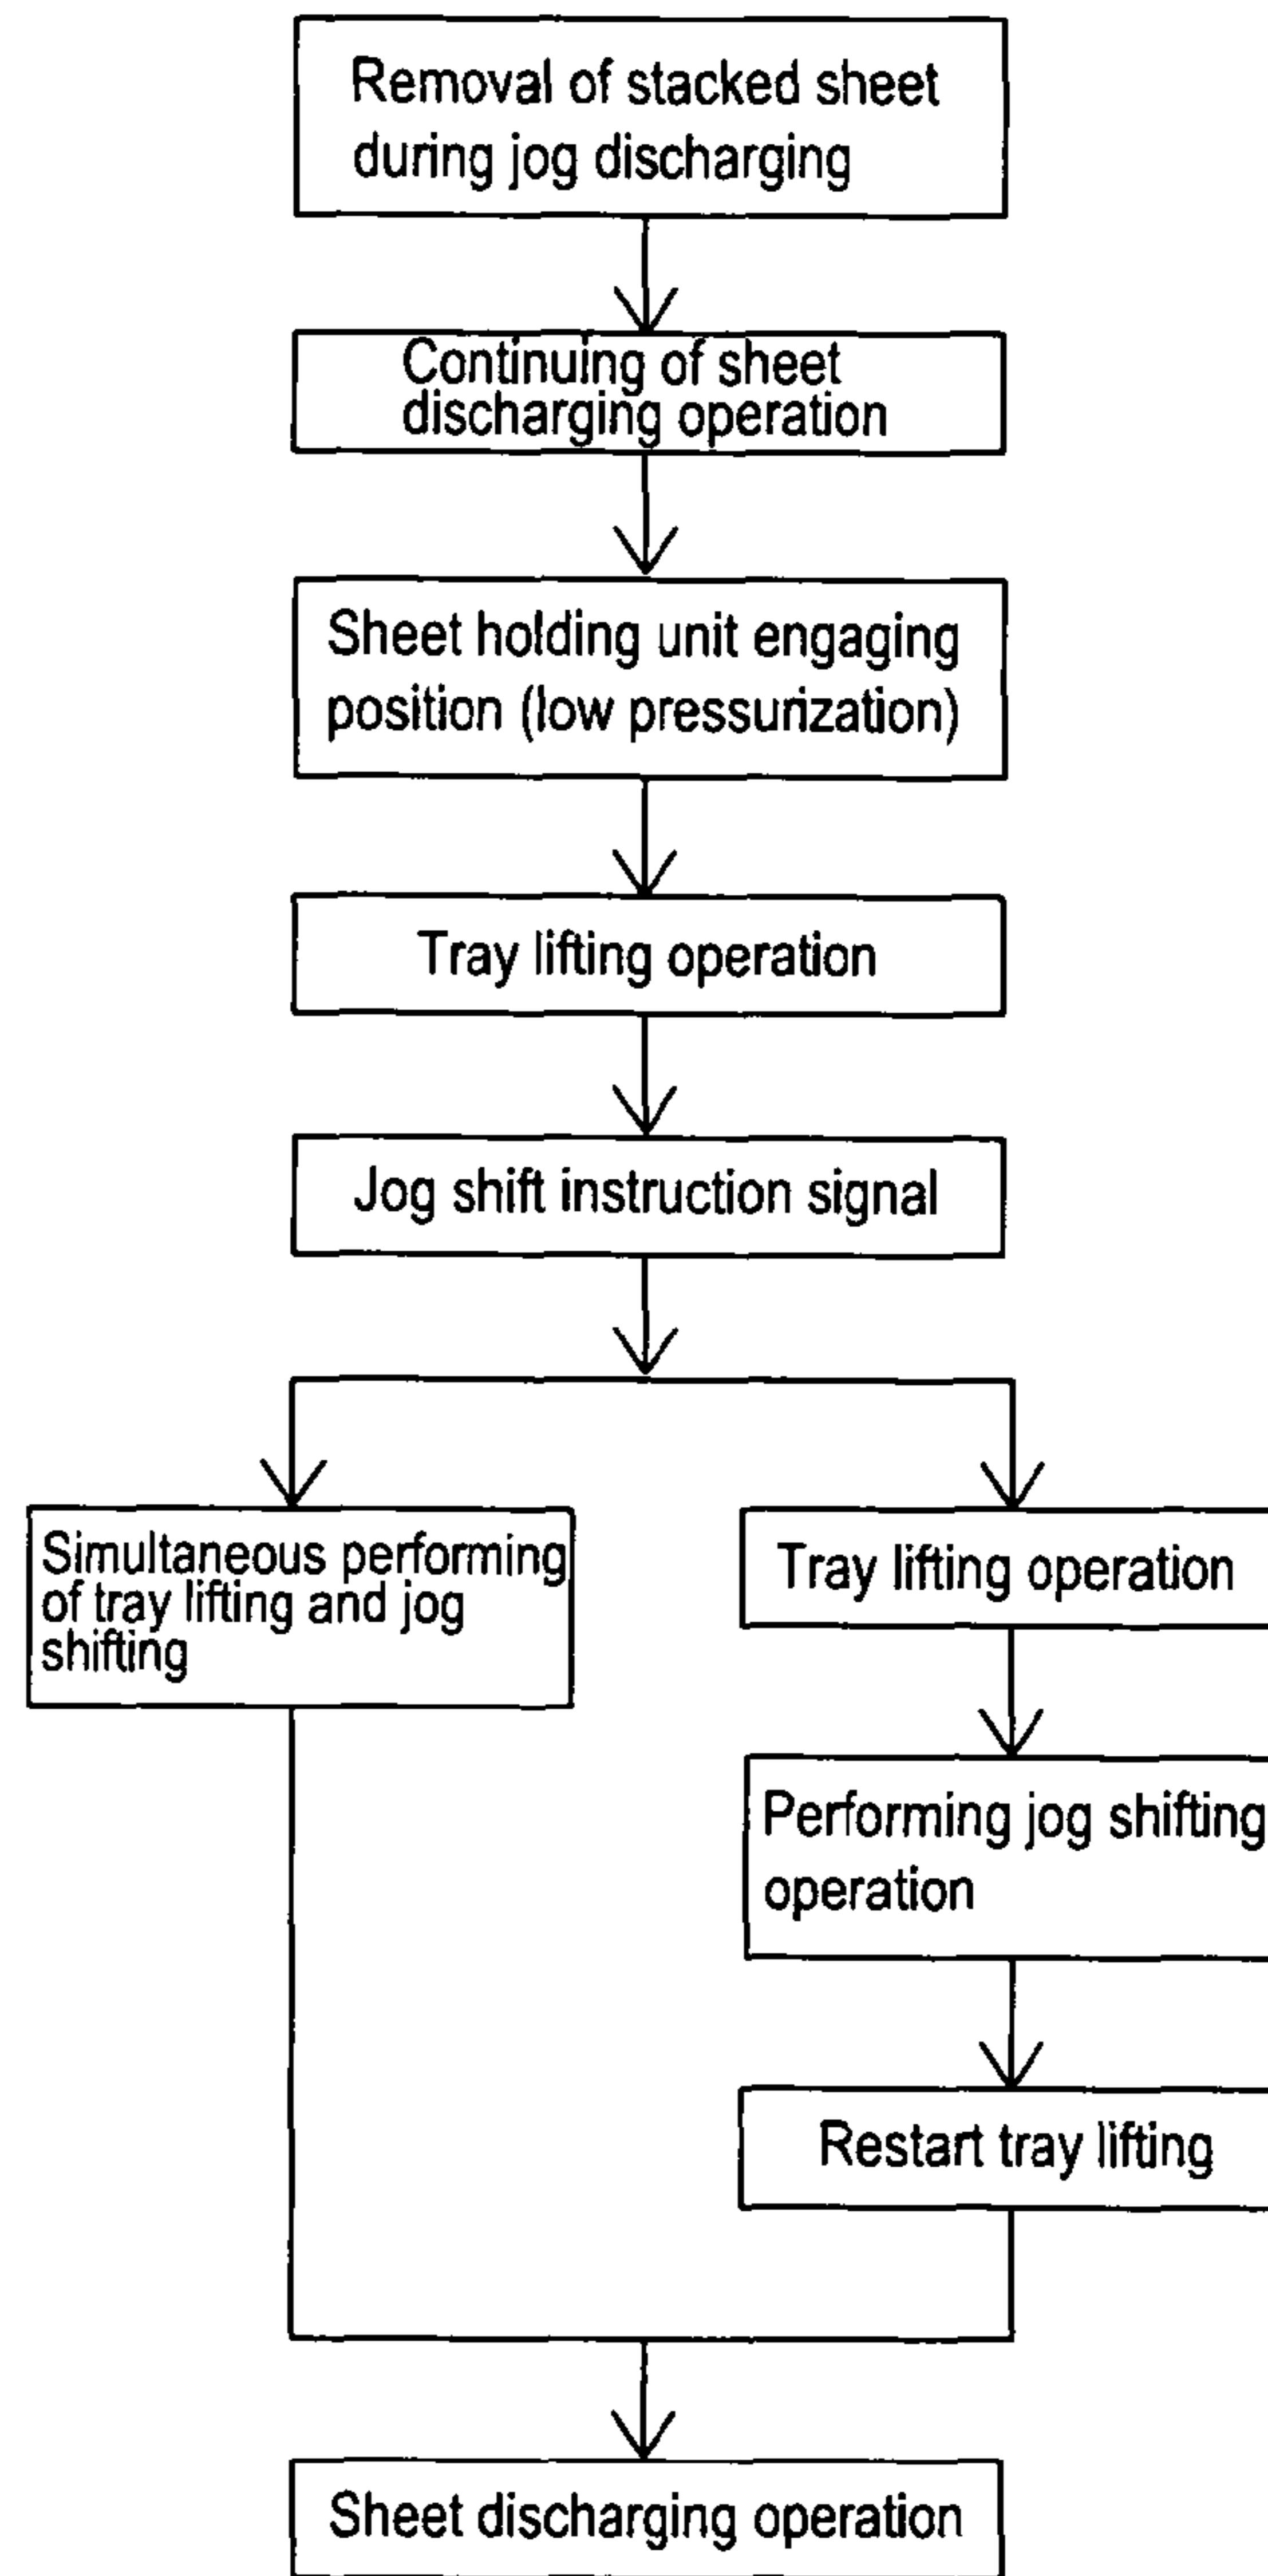 Removal of stacked sheet
during jog discharging
Continuing of sheet
discharging operation
Sheet holding unit engaging
position (low pressurization)
Tray lifting operation
Jog shift instruction signal
Simultaneous performing
of tray lifting and jog
shifting
Tray lifting operation
Performing jog shifting
operation
Restart tray lifting
Sheet discharging operation